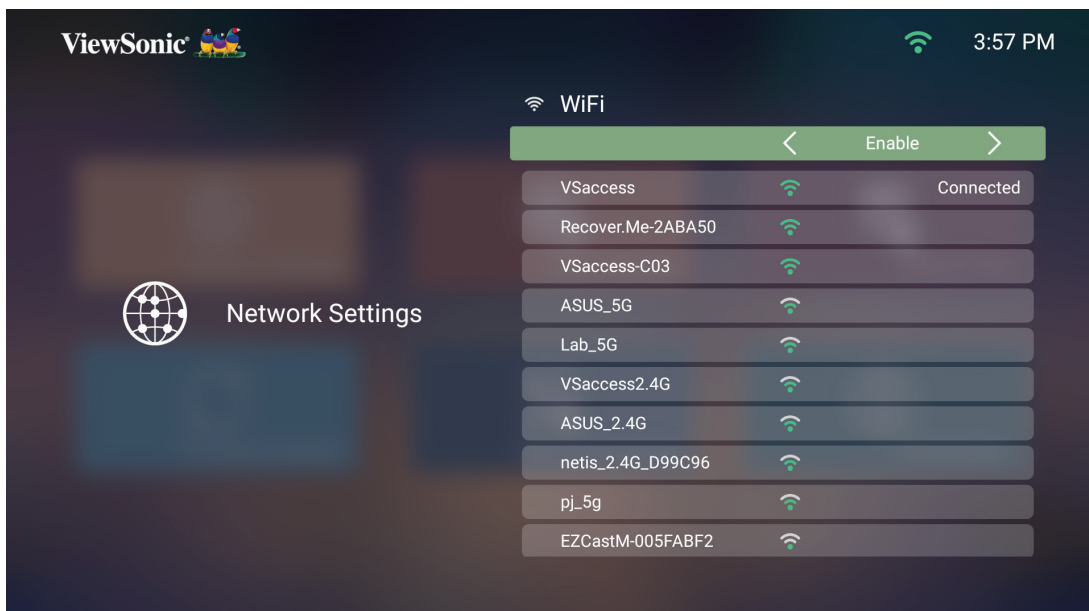 ViewSonic
3:57 PM
WiFi
Enable
VSaccess Connected
Recover.Me-2ABA50
VSaccess-C03
ASUS_5G
Network Settings
Lab_5G
VSaccess2.4G
ASUS_2.4G
netis_2.4G_D99C96
pj_5g
EZCastM-005FABF2